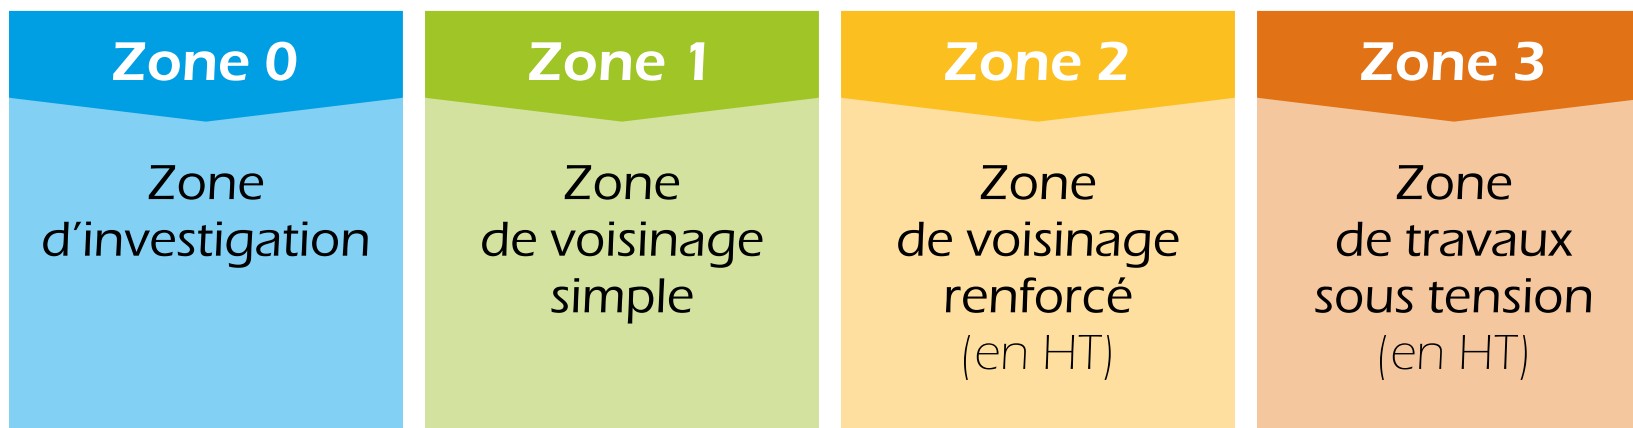 Zone 0
Zone
d’investigation
Zone 1
Zone
de voisinage
simple
Zone 2
Zone
de voisinage
renforcé
(en HT)
Zone 3
Zone
de travaux
sous tension
(en HT)